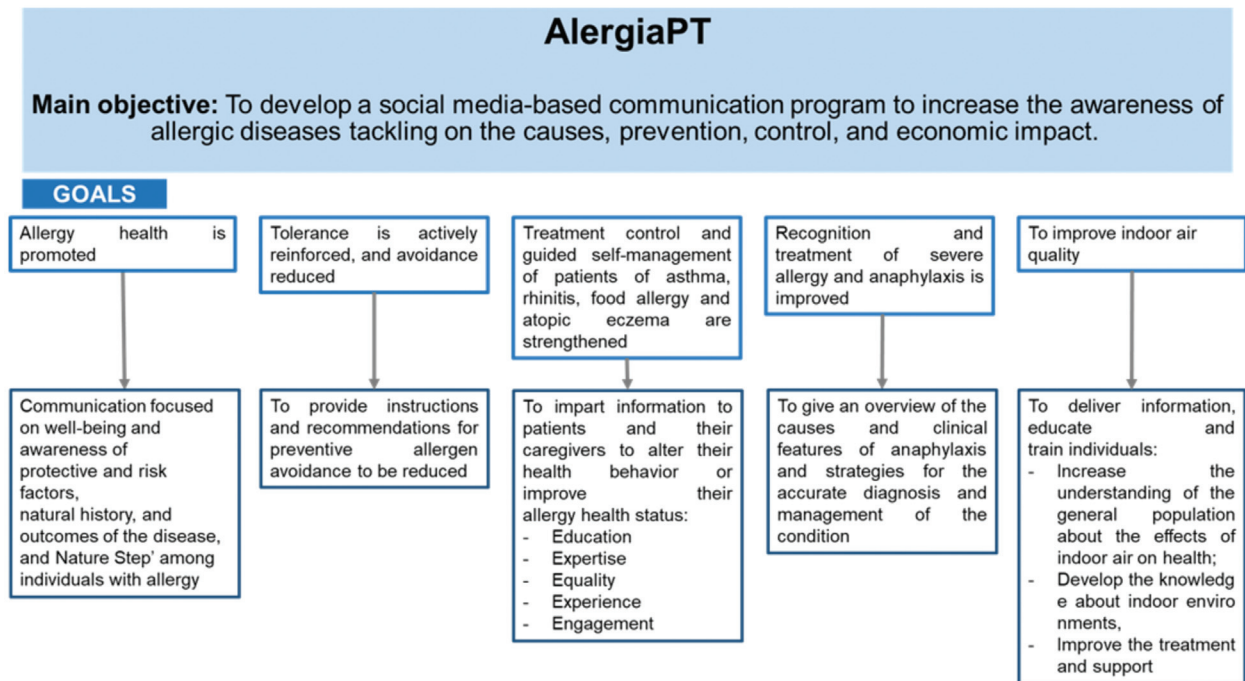 AlergiaPT
Main objective: To develop a social media-based communication program to increase the awareness of
allergic diseases tackling on the causes, prevention, control, and economic impact.
GOALS
Allergy health is
promoted
Tolerance is actively
reinforced, and avoidance
reduced
Treatment control and
guided self-management
of patients of asthma,
rhinitis, food allergy and
atopic eczema are
strengthened
Recognition and
treatment of severe
allergy and anaphylaxis is
improved
To improve indoor air
quality
Communication focused
on well-being and
awareness of
protective and risk
factors,
natural history, and
outcomes of the disease,
and Nature Step' among
individuals with allergy
To provide instructions
and recommendations for
preventive allergen
avoidance to be reduced
To impart information to
patients and their
caregivers to alter their
health behavior or
improve their
allergy health status:
- Education
- Expertise
- Equality
- Experience
- Engagement
To give an overview of the
causes and clinical
features of anaphylaxis
and strategies for the
accurate diagnosis and
management of the
condition
To deliver information,
educate and
train individuals:
- Increase the
understanding of the
general population
about the effects of
indoor air on health;
- Develop the knowledg
e about indoor enviro
nments,
- Improve the treatment
and support